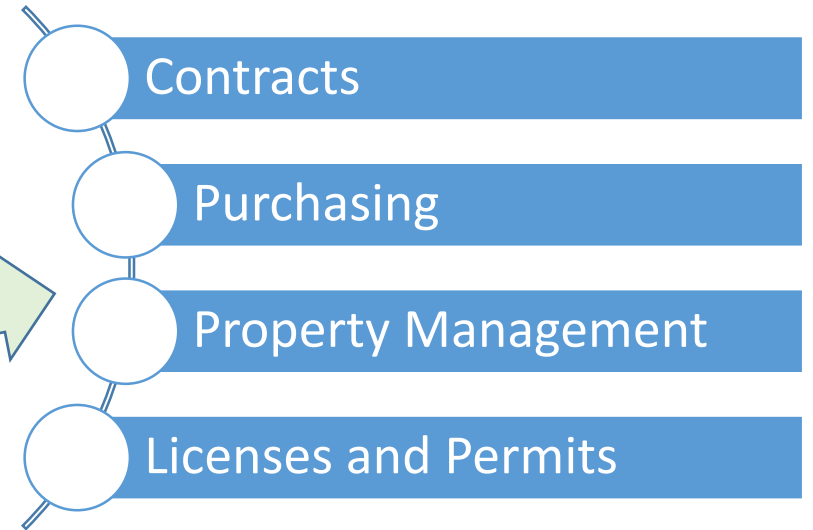 Contracts
Purchasing
Property Management
Licenses and Permits